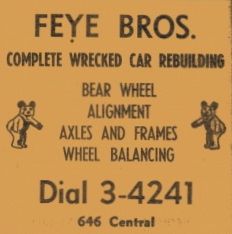 FEYE BROS.
COMPLETE WRECKED CAR REBUILDING
BEAR WHEEL
ALIGNMENT
AXLES AND FRAMES
WHEEL BALANCING
Dial 3-4241
646 Central